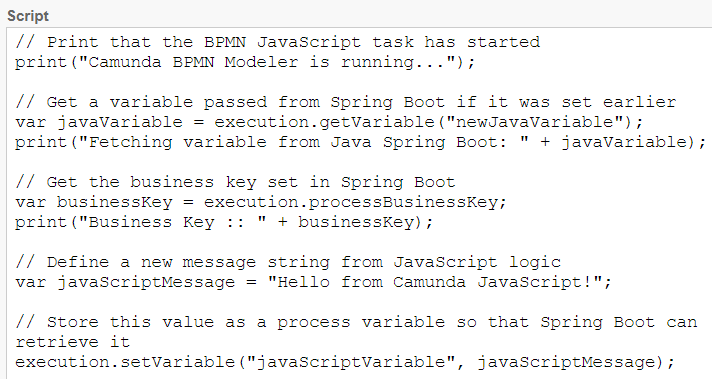 Script
// Print that the BPMN JavaScript task has started
print("Camunda BPMN Modeler is running...");
// Get a variable passed from Spring Boot if it was set earlier
var javaVariable = execution.getVariable("newJavaVariable");
print("Fetching variable from Java Spring Boot: " + javaVariable);
// Get the business key set in Spring Boot
var businessKey = execution.processBusinessKey;
print("Business Key :: " + businessKey);
// Define a new message string from JavaScript logic
var javaScriptMessage = "Hello from Camunda JavaScript!";
// Store this value as a process variable so that Spring Boot can
retrieve it
execution.setVariable("javaScriptVariable", javaScriptMessage);